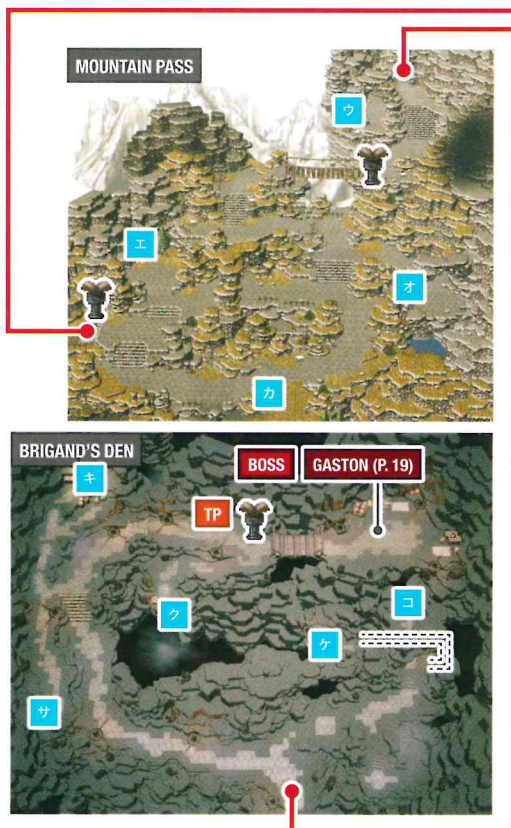 MOUNTAIN PASS
ウ
エ
オ
カ
BRIGAND'S DEN
キ
BOSS
GASTON (P. 19)
TP
ク
コ
ケ
サ